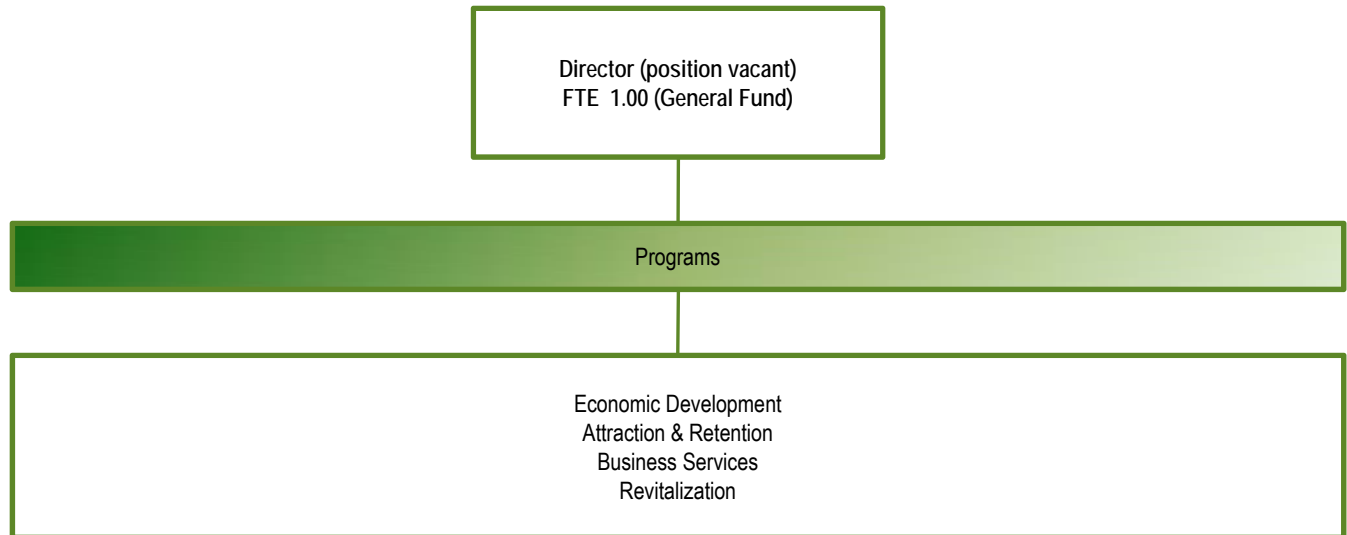 Director (position vacant)
FTE 1.00 (General Fund)
Programs
Economic Development
Attraction & Retention
Business Services
Revitalization